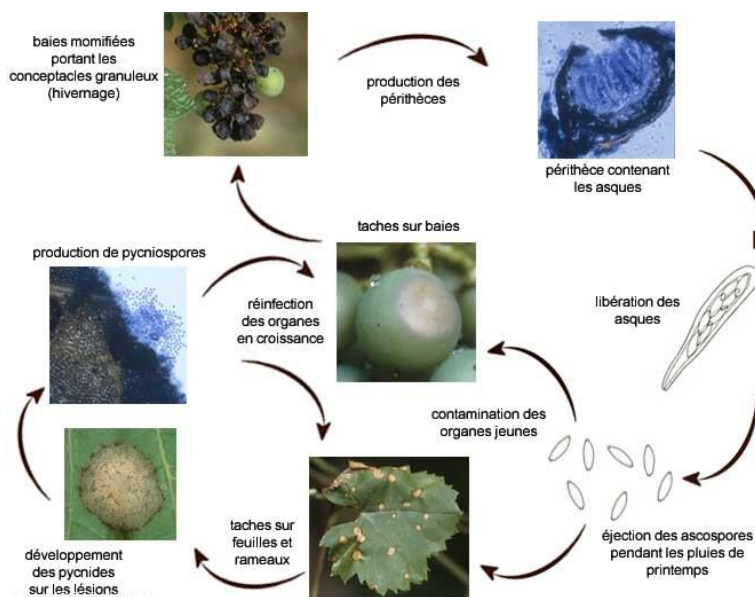 baies momifiées
portant les
conceptacles granuleux
(hivernage)
production des
périthèces
périthèce contenant
les asques
taches sur baies
production de pycniospores
réinfection
des organes
en croissance
libération des
asques
contamination des
organes jeunes
taches sur
feuilles et
rameaux
éjection des ascospores
pendant les pluies de
printemps
développement
des pycnides
sur les lésions